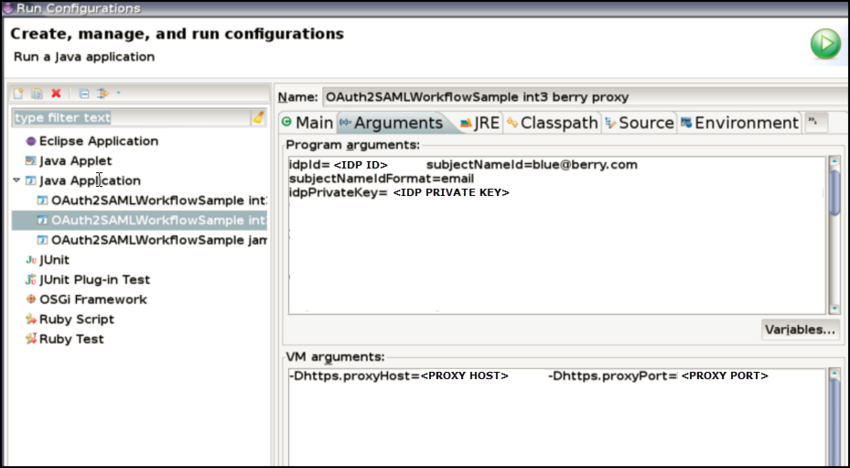 Run Configurations
Create, manage, and run configurations
Run a Java application
type filter text
Eclipse Application
Java Applet
Java Application
OAuth2SAMLWorkflowSample int
OAuth2SAMLWorkflowSample int
OAuth2SAMLWorkflowSample jam
JUnit
JUnit Plug-in Test
OSGi Framework
Ruby Script
Ruby Test
Name: OAuth2SAMLWorkflowSample int3 berry proxy
Main Arguments JRE Classpath Source Environment
Program arguments:
idpId= <IDP ID> subjectNameId=blue@berry.com
subjectNameIdFormat=email
idpPrivateKey= <IDP PRIVATE KEY>
Variables...
VM arguments:
-Dhttps.proxyHost=<PROXY HOST> -Dhttps.proxyPort= <PROXY PORT>